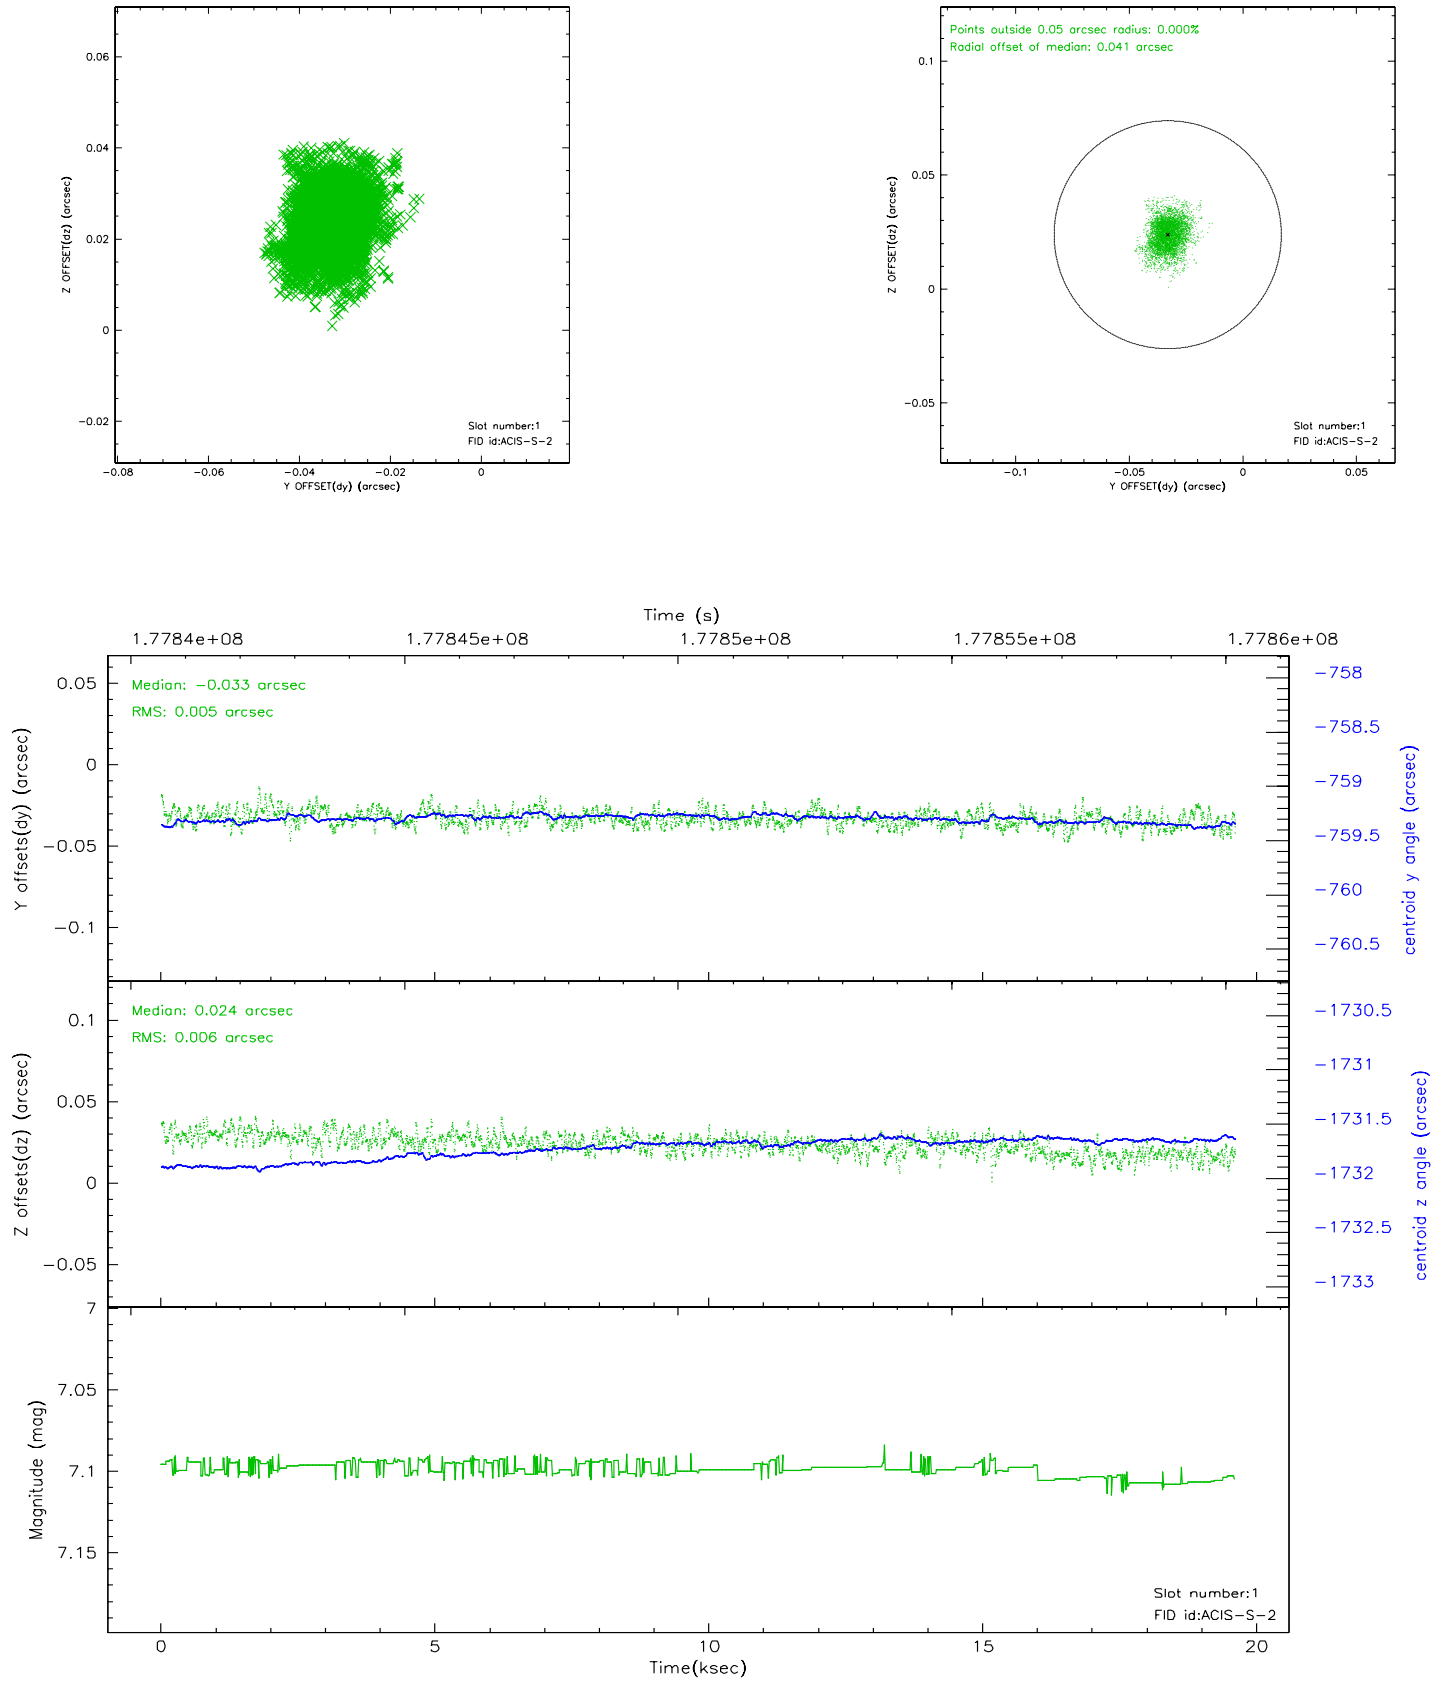 0.06
0.04
0.02
0
−0.02
Z OFFSET(dz) (arcsec)
−0.08 −0.06 −0.04 −0.02 0
Y OFFSET(dy) (arcsec)
Slot number:1
FID id:ACIS−S−2
Points outside 0.05 arcsec radius: 0.000%
Radial offset of median: 0.041 arcsec
0.1
0.05
0
−0.05
Z OFFSET(dz) (arcsec)
−0.1 −0.05 0 0.05
Y OFFSET(dy) (arcsec)
Slot number:1
FID id:ACIS−S−2
Time (s)
1.7784e+08 1.77845e+08 1.7785e+08 1.77855e+08 1.7786e+08
Median: −0.033 arcsec
RMS: 0.005 arcsec
0.05
0
−0.05
−0.1
Y offsets(dy) (arcsec)
−758
−758.5
−759
−759.5
−760
−760.5
centroid y angle (arcsec)
Median: 0.024 arcsec
RMS: 0.006 arcsec
0.1
0.05
0
−0.05
Z offsets(dz) (arcsec)
−1730.5
−1731
−1731.5
−1732
−1732.5
−1733
centroid z angle (arcsec)
7
7.05
7.1
7.15
Magnitude (mag)
Slot number:1
FID id:ACIS−S−2
0 5 10 15 20
Time(ksec)